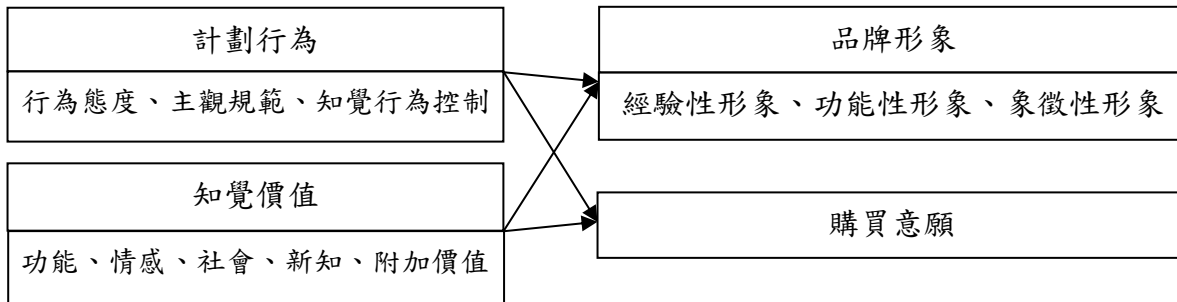 計劃行為
行為態度、主觀規範、知覺行為控制
知覺價值
功能、情感、社會、新知、附加價值
品牌形象
經驗性形象、功能性形象、象徵性形象
購買意願